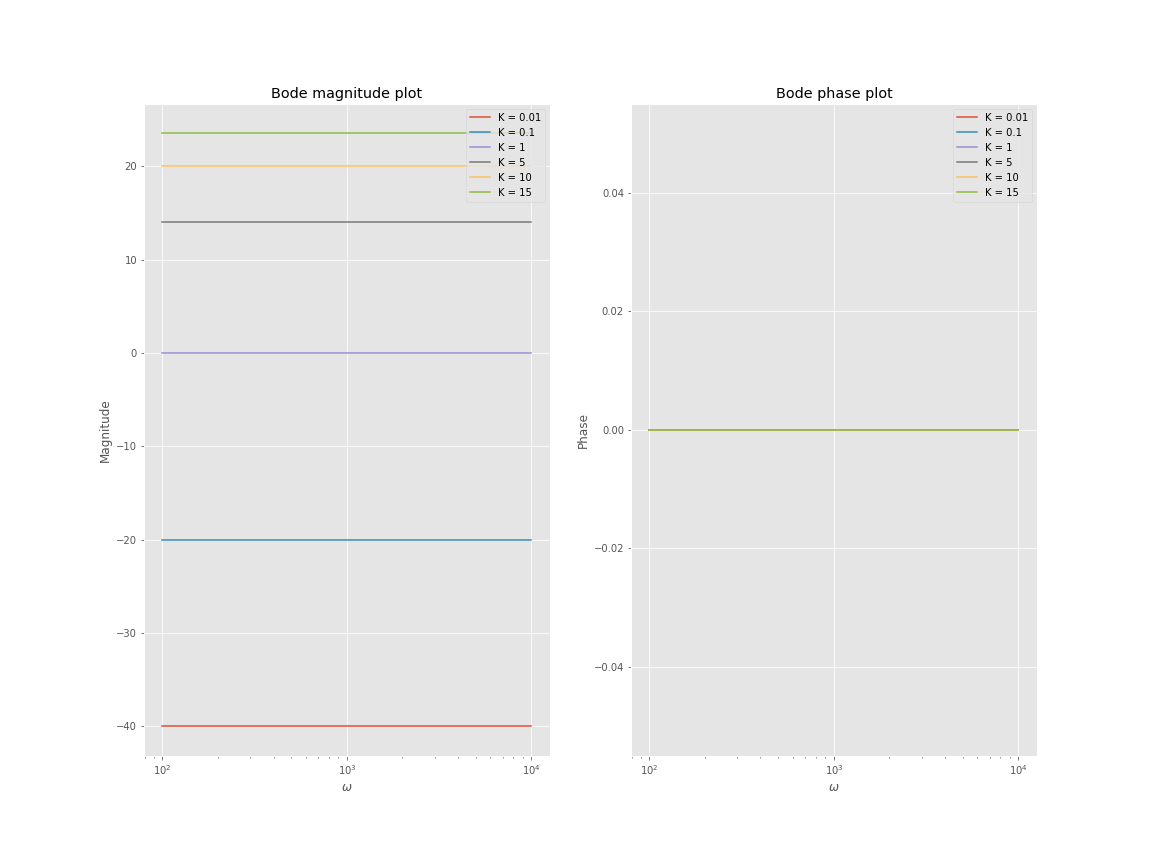 Bode magnitude plot
K = 0.01
K = 0.1
K = 1
K = 5
K = 10
K = 15
20
10
0
−10
−20
−30
−40
Magnitude
10²
10³
10⁴
ω
Bode phase plot
K = 0.01
K = 0.1
K = 1
K = 5
K = 10
K = 15
0.04
0.02
0.00
−0.02
−0.04
Phase
10²
10³
10⁴
ω